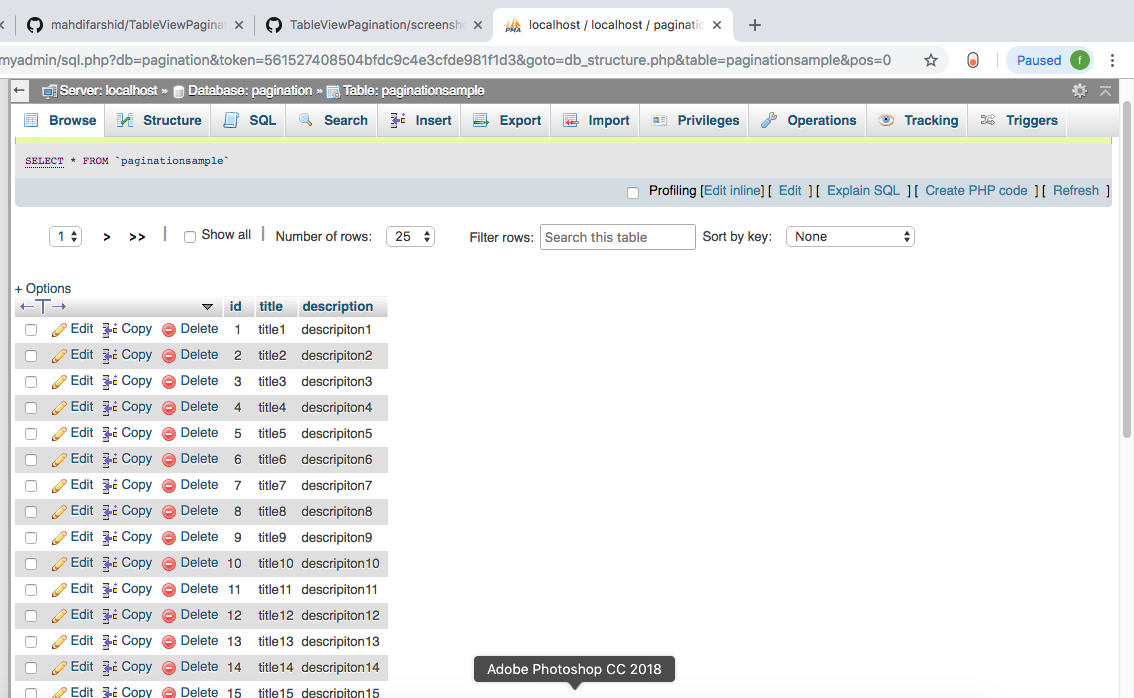 mahdifarshid/TableViewPagina
TableViewPagination/screensh
localhost / localhost / paginatio
Paused f
myadmin/sql.php?db=pagination&token=561527408504bfdc9c4e3cfde981f1d3&goto=db_structure.php&table=paginationsample&pos=0
Server: localhost » Database: pagination » Table: paginationsample
Browse Structure SQL Search Insert Export Import Privileges Operations Tracking Triggers
SELECT * FROM `paginationsample`
Profiling [Edit inline] [ Edit ] [ Explain SQL ] [ Create PHP code ] [ Refresh ]
1 > >> | Show all | Number of rows: 25 Filter rows: Search this table Sort by key: None
+ Options
←T→ id title description
Edit Copy Delete 1 title1 descripiton1
Edit Copy Delete 2 title2 descripiton2
Edit Copy Delete 3 title3 descripiton3
Edit Copy Delete 4 title4 descripiton4
Edit Copy Delete 5 title5 descripiton5
Edit Copy Delete 6 title6 descripiton6
Edit Copy Delete 7 title7 descripiton7
Edit Copy Delete 8 title8 descripiton8
Edit Copy Delete 9 title9 descripiton9
Edit Copy Delete 10 title10 descripiton10
Edit Copy Delete 11 title11 descripiton11
Edit Copy Delete 12 title12 descripiton12
Edit Copy Delete 13 title13 descripiton13
Edit Copy Delete 14 title14 descripiton14
Edit Copy Delete 15 title15 descripiton15
Adobe Photoshop CC 2018